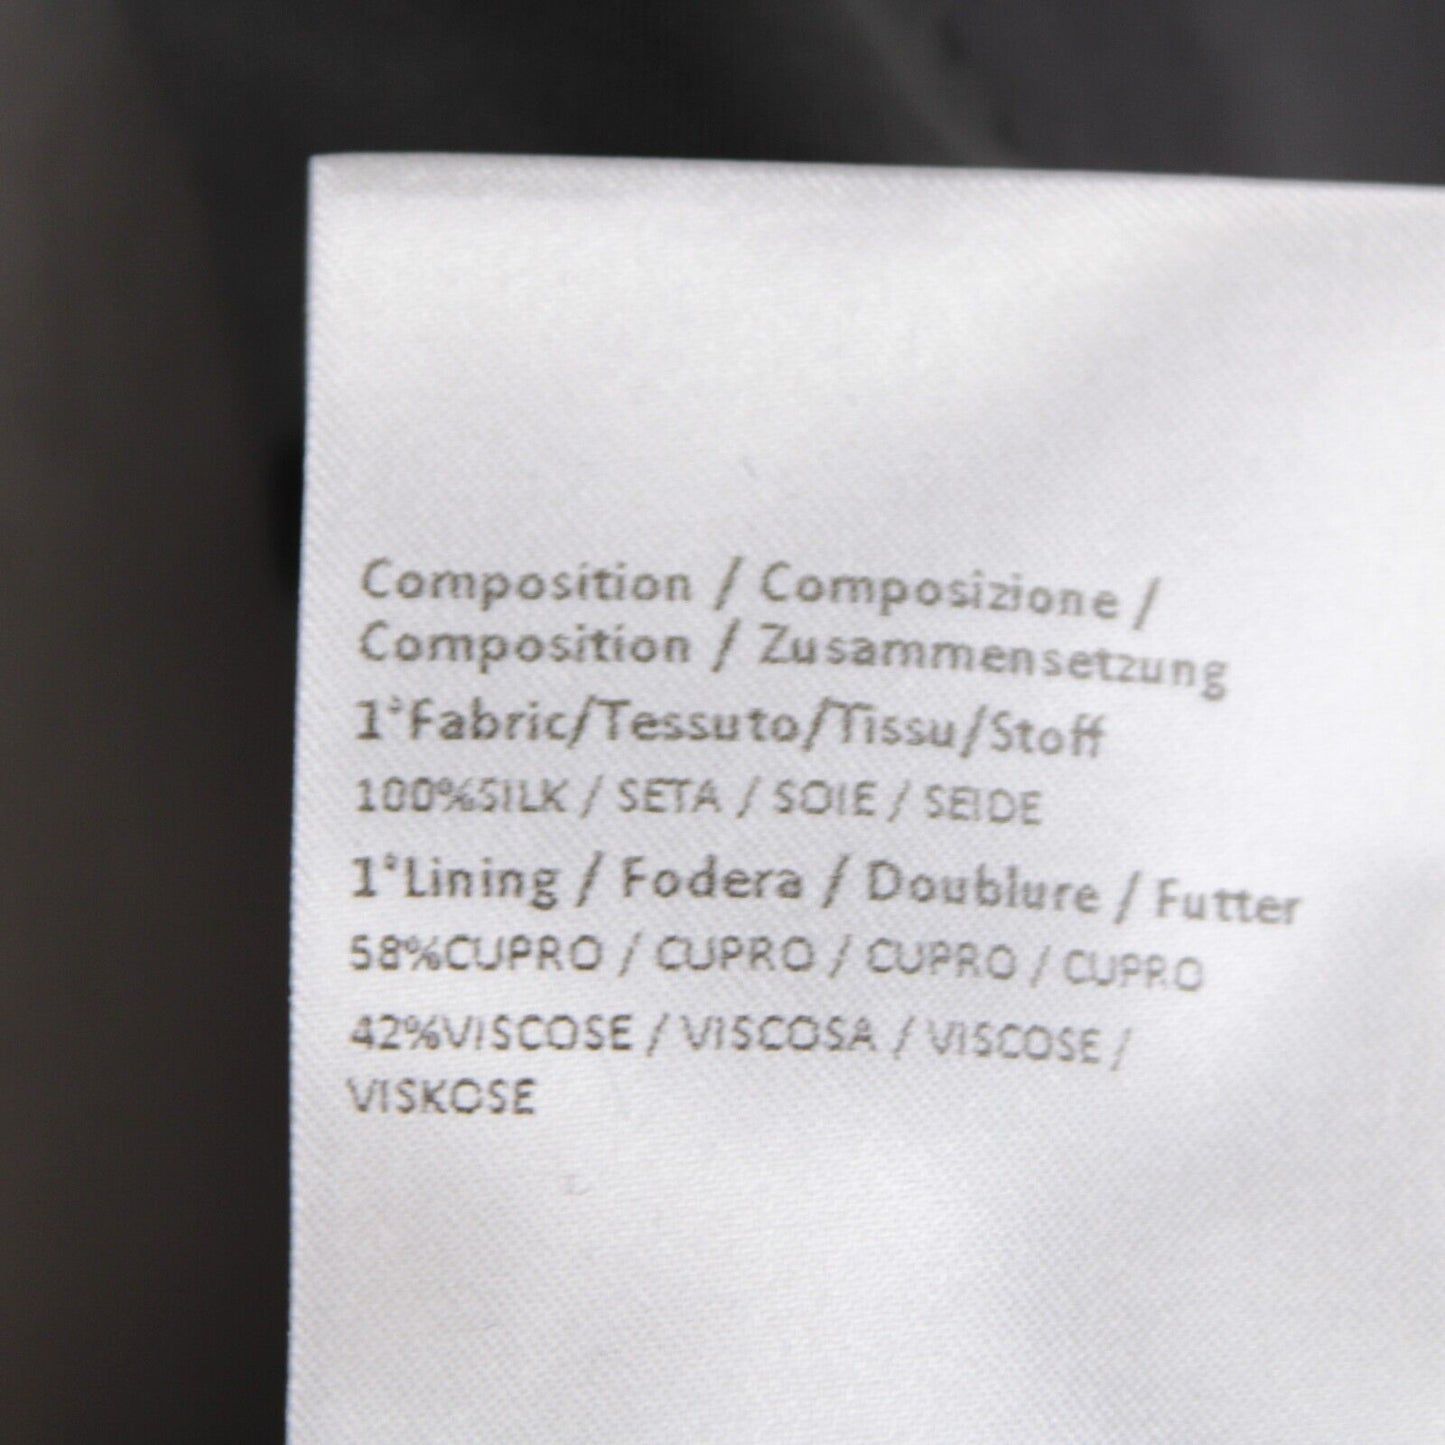 Composition / Composizione /
Composition / Zusammensetzung
1°Fabric/Tessuto/Tissu/Stoff
100%SILK / SETA / SOIE / SEIDE
1°Lining / Fodera / Doublure / Futter
58%CUPRO / CUPRO / CUPRO / CUPRO
42%VISCOSE / VISCOSA / VISCOSE /
VISKOSE